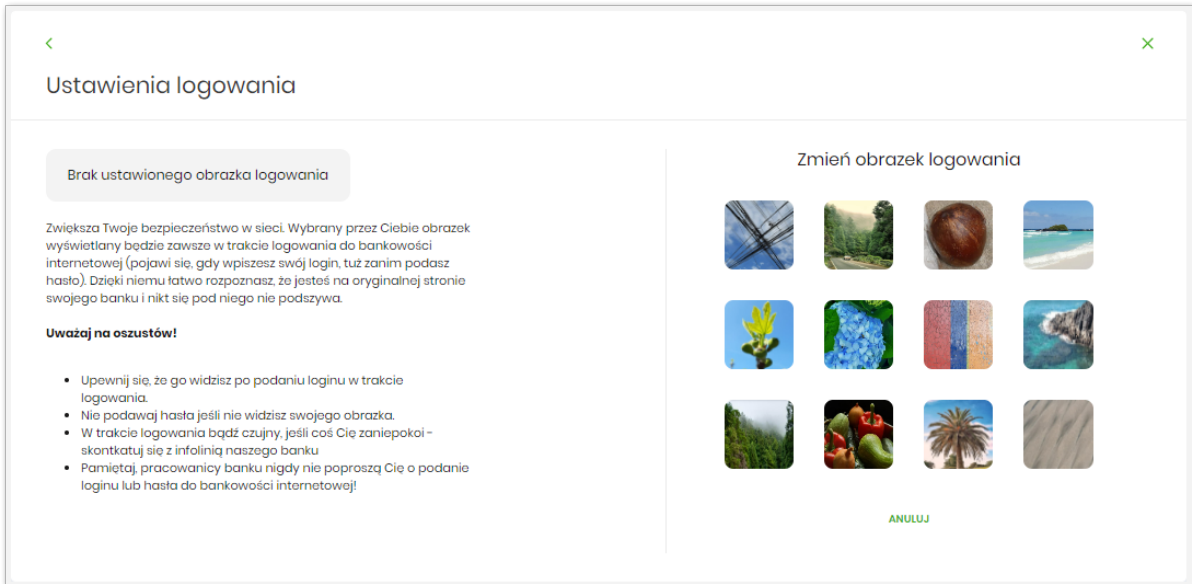 Ustawienia logowania
Brak ustawionego obrazka logowania
Zwiększa Twoje bezpieczeństwo w sieci. Wybrany przez Ciebie obrazek
wyświetlany będzie zawsze w trakcie logowania do bankowości
internetowej (pojawi się, gdy wpiszesz swój login, tuż zanim podasz
hasło). Dzięki niemu łatwo rozpoznasz, że jesteś na oryginalnej stronie
swojego banku i nikt się pod niego nie podszywa.
Uważaj na oszustów!
• Upewnij się, że go widzisz po podaniu loginu w trakcie
logowania.
• Nie podawaj hasła jeśli nie widzisz swojego obrazka.
• W trakcie logowania bądź czujny, jeśli coś Cię zaniepokoi -
skontkatuj się z infolinią naszego banku
• Pamiętaj, pracowanicy banku nigdy nie poproszą Cię o podanie
loginu lub hasła do bankowości internetowej!
Zmień obrazek logowania
ANULUJ